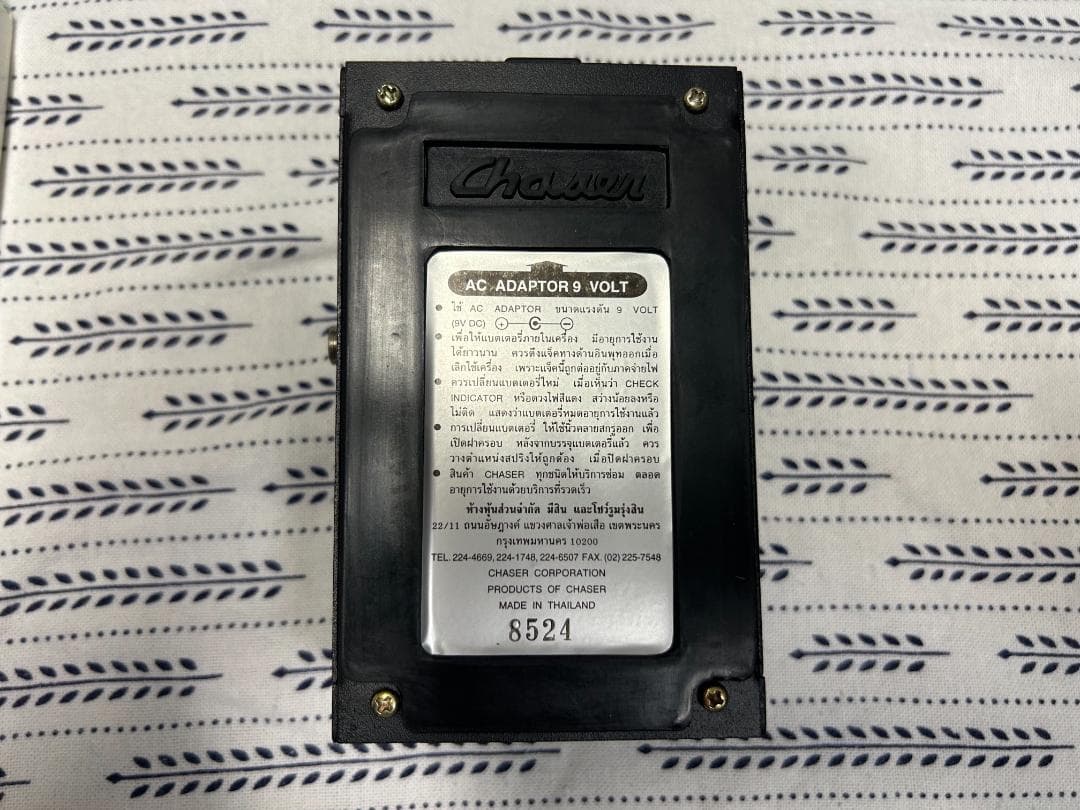 Chaser
AC ADAPTOR 9 VOLT
● ใช้ AC ADAPTOR ขนาดแรงดัน 9 VOLT
(9V DC) + C −
● เพื่อให้แบตเตอรี่ภายในเครื่อง มีอายุการใช้งาน
ได้ยาวนาน ควรดึงแจ็คทางด้านอินพุทออกเมื่อ
เลิกใช้เครื่อง เพราะแจ็คนี้ถูกต่ออยู่กับภาคจ่ายไฟ
● ควรเปลี่ยนแบตเตอรี่ใหม่ เมื่อเห็นว่า CHECK
INDICATOR หรือดวงไฟสีแดง สว่างน้อยลงหรือ
ไม่ติด แสดงว่าแบตเตอรี่หมดอายุการใช้งานแล้ว
● การเปลี่ยนแบตเตอรี่ ให้ใช้นิ้วคลายสกรูออก เพื่อ
เปิดฝาครอบ หลังจากบรรจุแบตเตอรี่แล้ว ควร
วางตำแหน่งสปริงให้ถูกต้อง เมื่อปิดฝาครอบ
● สินค้า CHASER ทุกชนิดให้บริการซ่อม ตลอด
อายุการใช้งานด้วยบริการที่รวดเร็ว
ห้างหุ้นส่วนจำกัด มีสิน และโชว์รูมรุ่งสิน
22/11 ถนนอัษฎางค์ แขวงศาลเจ้าพ่อเสือ เขตพระนคร
กรุงเทพมหานคร 10200
TEL. 224-4669, 224-1748, 224-6507 FAX. (02) 225-7548
CHASER CORPORATION
PRODUCTS OF CHASER
MADE IN THAILAND
8524